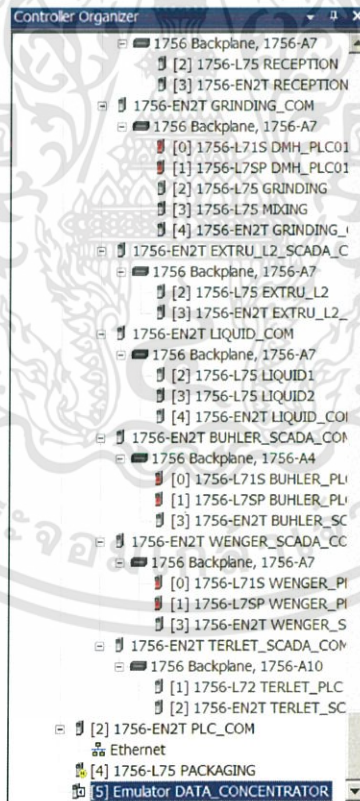 Controller Organizer
1756 Backplane, 1756-A7
[2] 1756-L75 RECEPTION
[3] 1756-EN2T RECEPTION
1756-EN2T GRINDING_COM
1756 Backplane, 1756-A7
[0] 1756-L71S DMH_PLC01
[1] 1756-L7SP DMH_PLC01
[2] 1756-L75 GRINDING
[3] 1756-L75 MIXING
[4] 1756-EN2T GRINDING_
1756-EN2T EXTRU_L2_SCADA_C
1756 Backplane, 1756-A7
[2] 1756-L75 EXTRU_L2
[3] 1756-EN2T EXTRU_L2_
1756-EN2T LIQUID_COM
1756 Backplane, 1756-A7
[2] 1756-L75 LIQUID1
[3] 1756-L75 LIQUID2
[4] 1756-EN2T LIQUID_COM
1756-EN2T BUHLER_SCADA_COM
1756 Backplane, 1756-A4
[0] 1756-L71S BUHLER_PL
[1] 1756-L7SP BUHLER_PL
[3] 1756-EN2T BUHLER_SC
1756-EN2T WENGER_SCADA_CO
1756 Backplane, 1756-A7
[0] 1756-L71S WENGER_P
[1] 1756-L7SP WENGER_P
[3] 1756-EN2T WENGER_S
1756-EN2T TERLET_SCADA_COM
1756 Backplane, 1756-A10
[1] 1756-L72 TERLET_PLC
[2] 1756-EN2T TERLET_SC
[2] 1756-EN2T PLC_COM
Ethernet
[4] 1756-L75 PACKAGING
[5] Emulator DATA_CONCENTRATOR